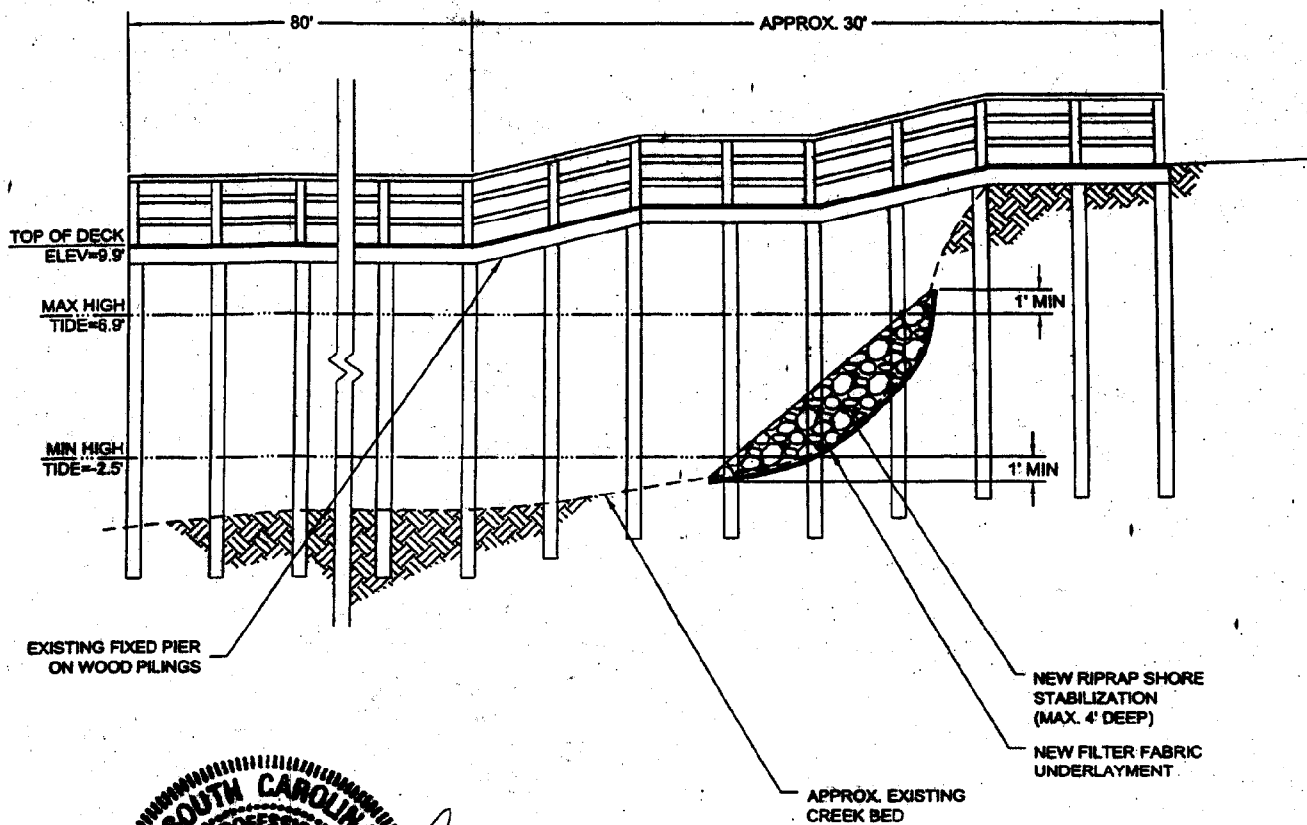 80'
APPROX. 30'
TOP OF DECK
ELEV=9.9'
MAX HIGH
TIDE=6.9'
1' MIN
MIN HIGH
TIDE=-2.5'
1' MIN
EXISTING FIXED PIER
ON WOOD PILINGS
NEW RIPRAP SHORE
STABILIZATION
(MAX. 4' DEEP)
NEW FILTER FABRIC
UNDERLAYMENT
APPROX. EXISTING
CREEK BED
SOUTH CAROLIN